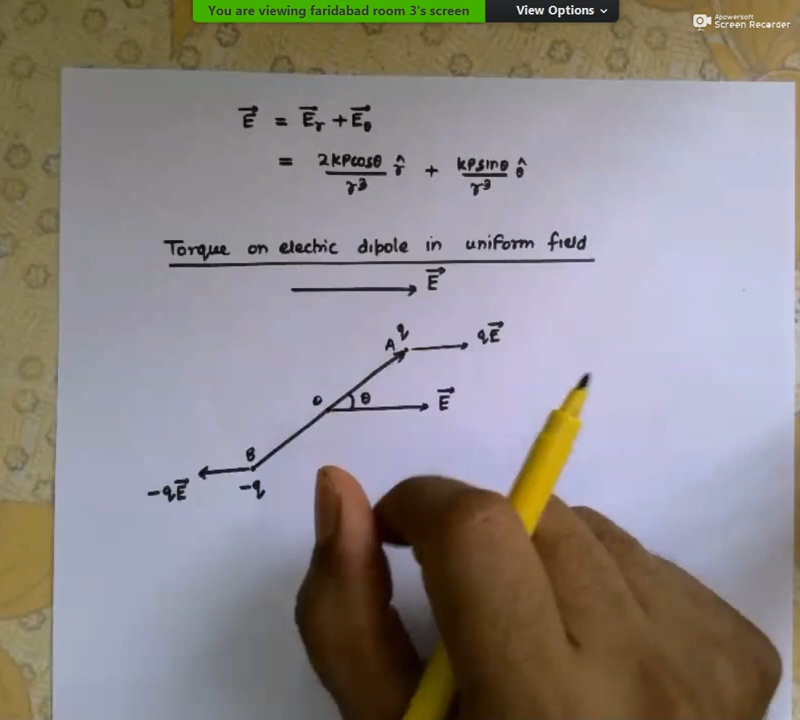 You are viewing faridabad room 3's screen
View Options
Apowersoft
Screen Recorder
E⃗ = E⃗r + E⃗θ
= 2KPcosθ/r³ r̂ + KPsinθ/r³ θ̂
Torque on electric dipole in uniform field
E⃗
A q qE⃗
O θ E⃗
B
-qE⃗ -q